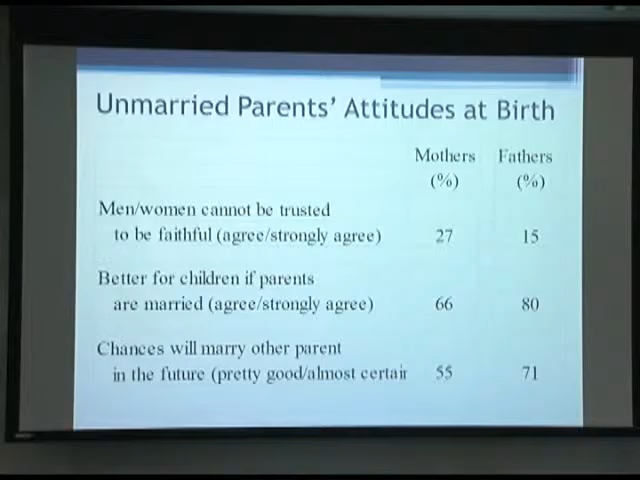 Unmarried Parents' Attitudes at Birth
Mothers Fathers
(%) (%)
Men/women cannot be trusted
to be faithful (agree/strongly agree) 27 15
Better for children if parents
are married (agree/strongly agree) 66 80
Chances will marry other parent
in the future (pretty good/almost certair 55 71